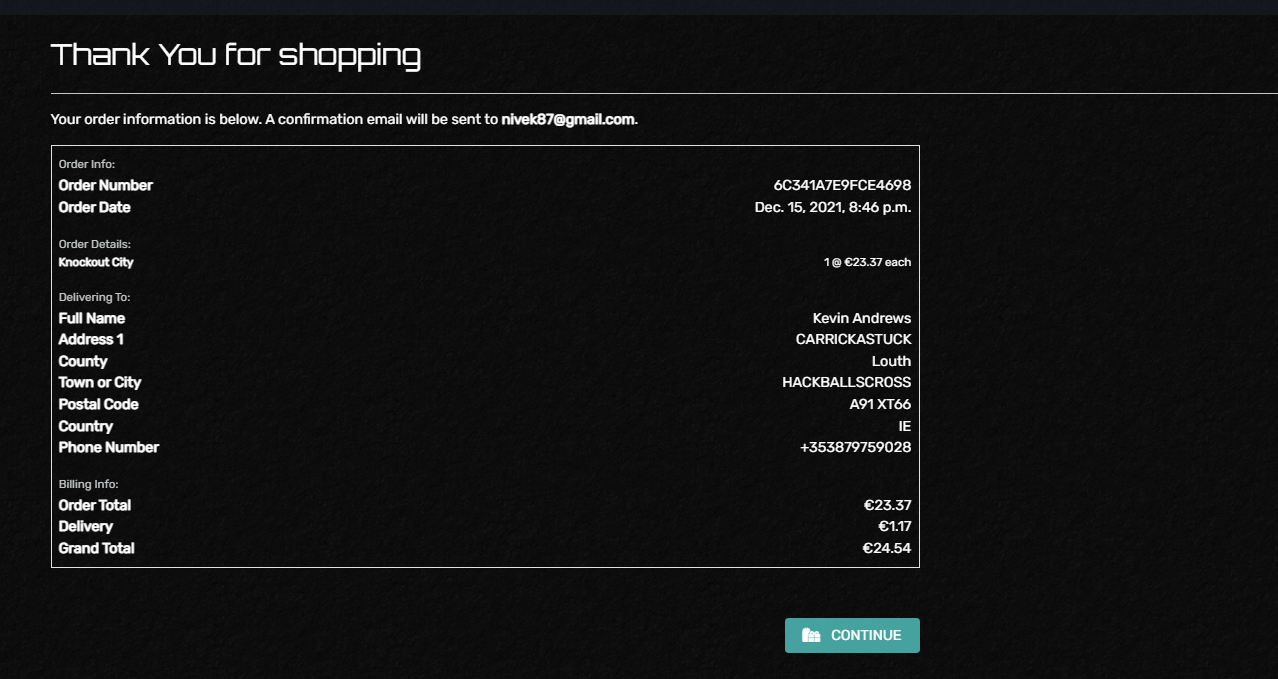 Thank You for shopping
Your order information is below. A confirmation email will be sent to nivek87@gmail.com.
Order Info:
Order Number 6C341A7E9FCE4698
Order Date Dec. 15, 2021, 8:46 p.m.
Order Details:
Knockout City 1 @ €23.37 each
Delivering To:
Full Name Kevin Andrews
Address 1 CARRICKASTUCK
County Louth
Town or City HACKBALLSCROSS
Postal Code A91 XT66
Country IE
Phone Number +353879759028
Billing Info:
Order Total €23.37
Delivery €1.17
Grand Total €24.54
CONTINUE